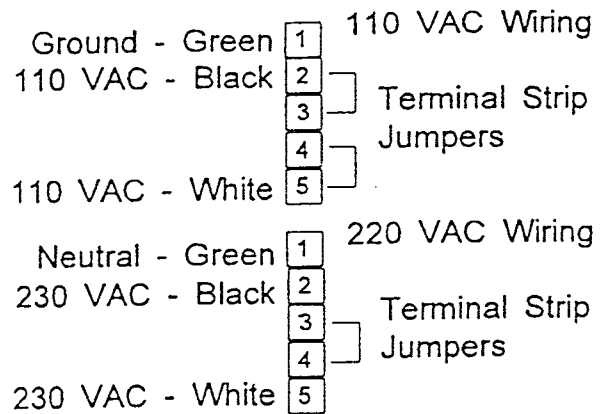 110 VAC Wiring
Ground - Green 1
110 VAC - Black 2
3
Terminal Strip
Jumpers
4
110 VAC - White 5
220 VAC Wiring
Neutral - Green 1
230 VAC - Black 2
3
Terminal Strip
Jumpers
4
230 VAC - White 5